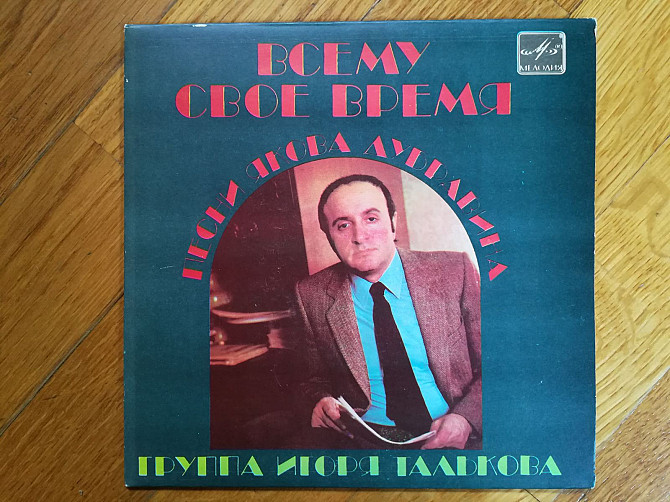 ВСЕМУ
СВОЕ ВРЕМЯ
МЕЛОДИЯ
ПЕСНИ ЯКОВА ДУБРАВИНА
ГРУППА ИГОРЯ ТАЛЬКОВА